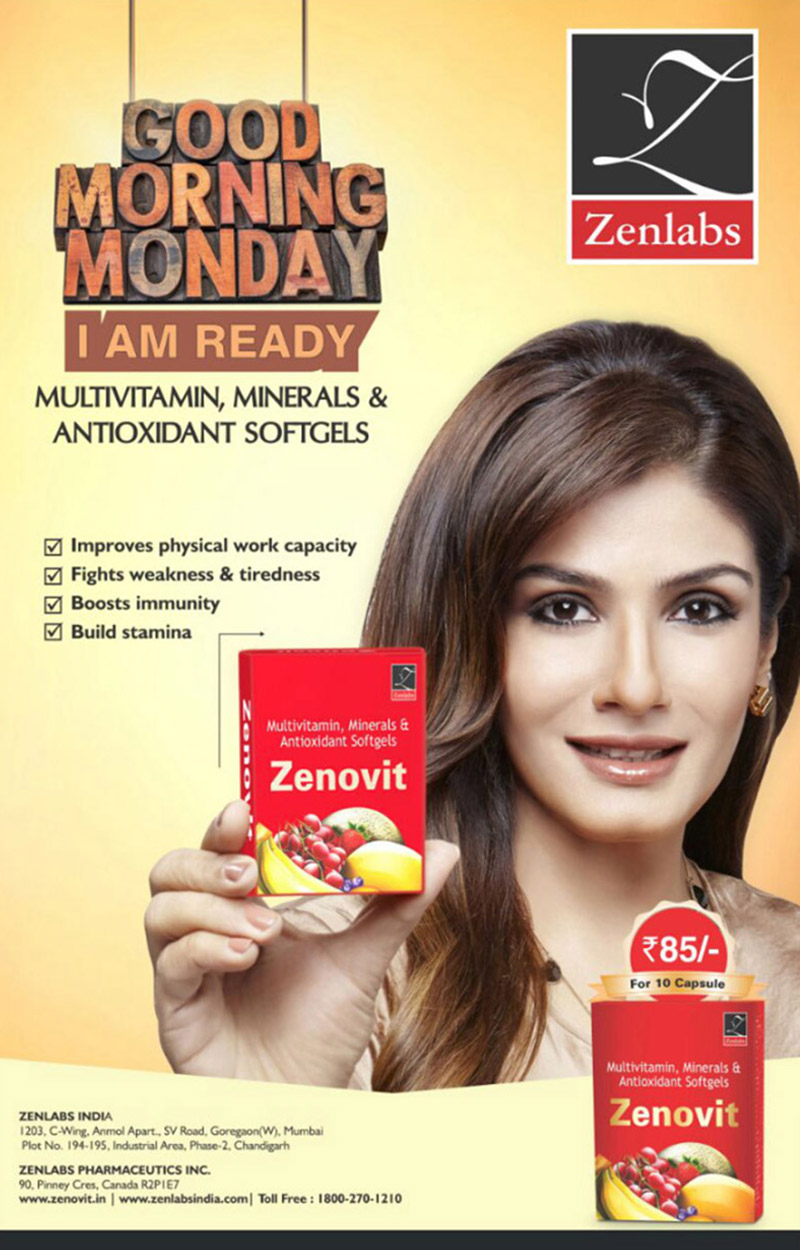 GOOD
MORNING
MONDAY
Zenlabs
I AM READY
MULTIVITAMIN, MINERALS &
ANTIOXIDANT SOFTGELS
Improves physical work capacity
Fights weakness & tiredness
Boosts immunity
Build stamina
Zenlabs
Multivitamin, Minerals &
Antioxidant Softgels
Zenovit
₹85/-
For 10 Capsule
Zenlabs
Multivitamin, Minerals &
Antioxidant Softgels
Zenovit
ZENLABS INDIA
1203, C-Wing, Anmol Apart., SV Road, Goregaon(W), Mumbai
Plot No. 194-195, Industrial Area, Phase-2, Chandigarh
ZENLABS PHARMACEUTICS INC.
90, Pinney Cres, Canada R2P1E7
www.zenovit.in | www.zenlabsindia.com| Toll Free : 1800-270-1210